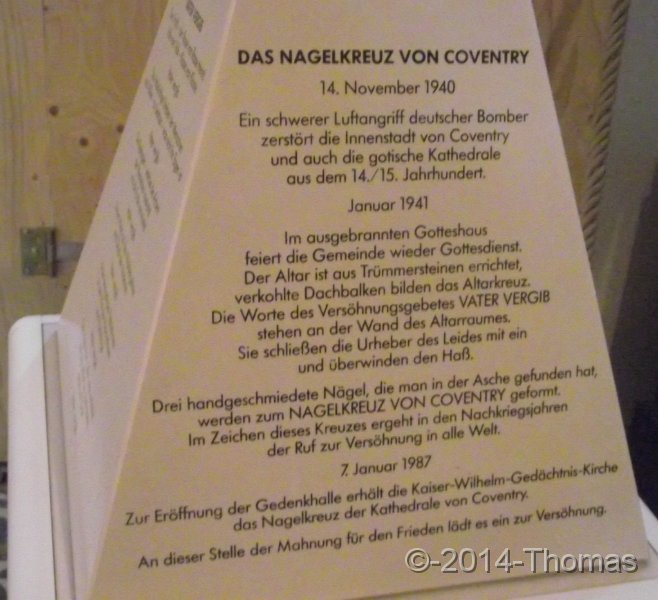 DAS NAGELKREUZ VON COVENTRY
14. November 1940
Ein schwerer Luftangriff deutscher Bomber
zerstört die Innenstadt von Coventry
und auch die gotische Kathedrale
aus dem 14./15. Jahrhundert.
Januar 1941
Im ausgebrannten Gotteshaus
feiert die Gemeinde wieder Gottesdienst.
Der Altar ist aus Trümmersteinen errichtet,
verkohlte Dachbalken bilden das Altarkreuz.
Die Worte des Versöhnungsgebetes VATER VERGIB
stehen an der Wand des Altarraumes.
Sie schließen die Urheber des Leides mit ein
und überwinden den Haß.
Drei handgeschmiedete Nägel, die man in der Asche gefunden hat,
werden zum NAGELKREUZ VON COVENTRY geformt.
Im Zeichen dieses Kreuzes ergeht in den Nachkriegsjahren
der Ruf zur Versöhnung in alle Welt.
7. Januar 1987
Zur Eröffnung der Gedenkhalle erhält die Kaiser-Wilhelm-Gedächtnis-Kirche
das Nagelkreuz der Kathedrale von Coventry.
An dieser Stelle der Mahnung für den Frieden lädt es ein zur Versöhnung.
©-2014-Thomas